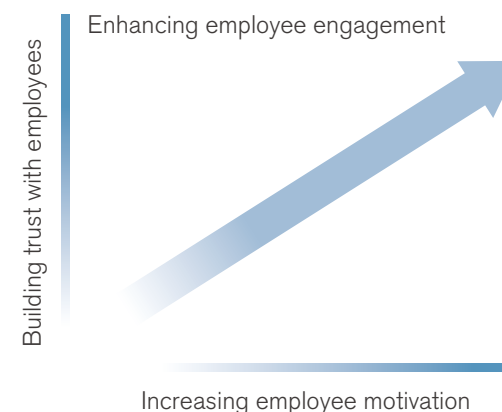 Enhancing employee engagement
Building trust with employees
Increasing employee motivation